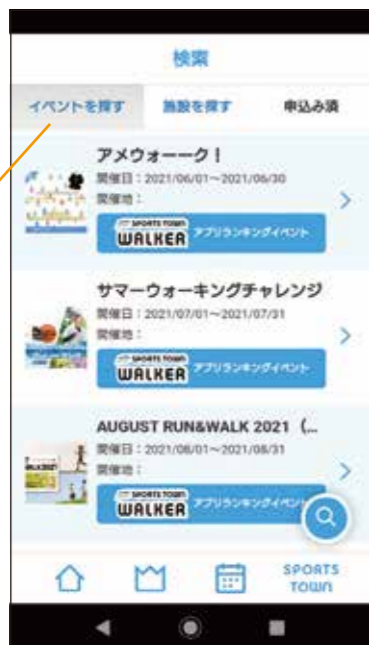 検索
イベントを探す 施設を探す 申込み済
アメウォーーク!
開催日:2021/06/01~2021/06/30
開催地:
SPORTS TOWN
WALKER アプリランキングイベント
サマーウォーキングチャレンジ
開催日:2021/07/01~2021/07/31
開催地:
SPORTS TOWN
WALKER アプリランキングイベント
AUGUST RUN&WALK 2021(...
開催日:2021/08/01~2021/08/31
開催地:
SPORTS TOWN
WALKER アプリランキングイベント
SPORTS
TOWN